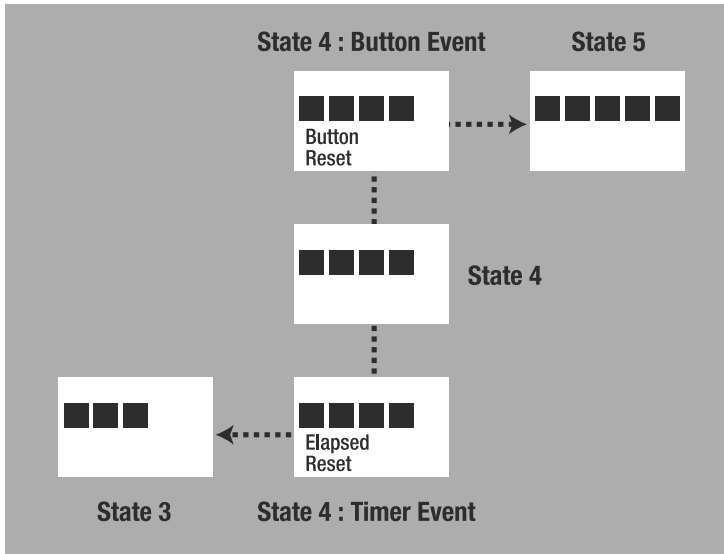 State 4 : Button Event
State 5
Button
Reset
State 4
Elapsed
Reset
State 3
State 4 : Timer Event